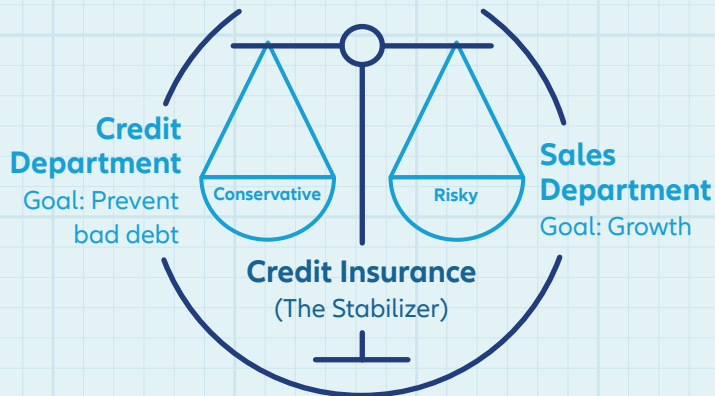 Credit
Department
Goal: Prevent
bad debt
Conservative
Risky
Sales
Department
Goal: Growth
Credit Insurance
(The Stabilizer)